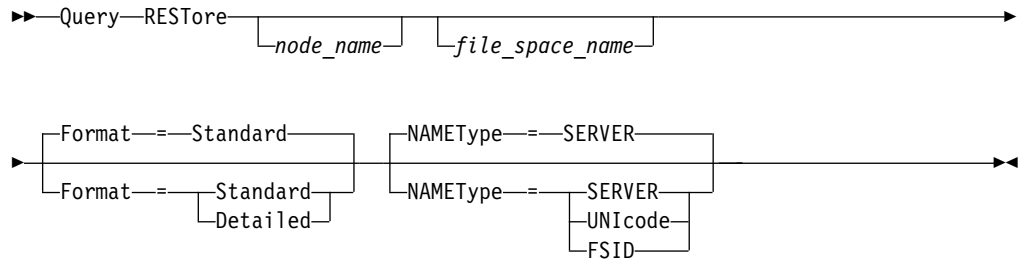 Query RESTore
node_name file_space_name
Format = Standard NAMEType = SERVER
Format = Standard NAMEType = SERVER
Detailed UNIcode
FSID